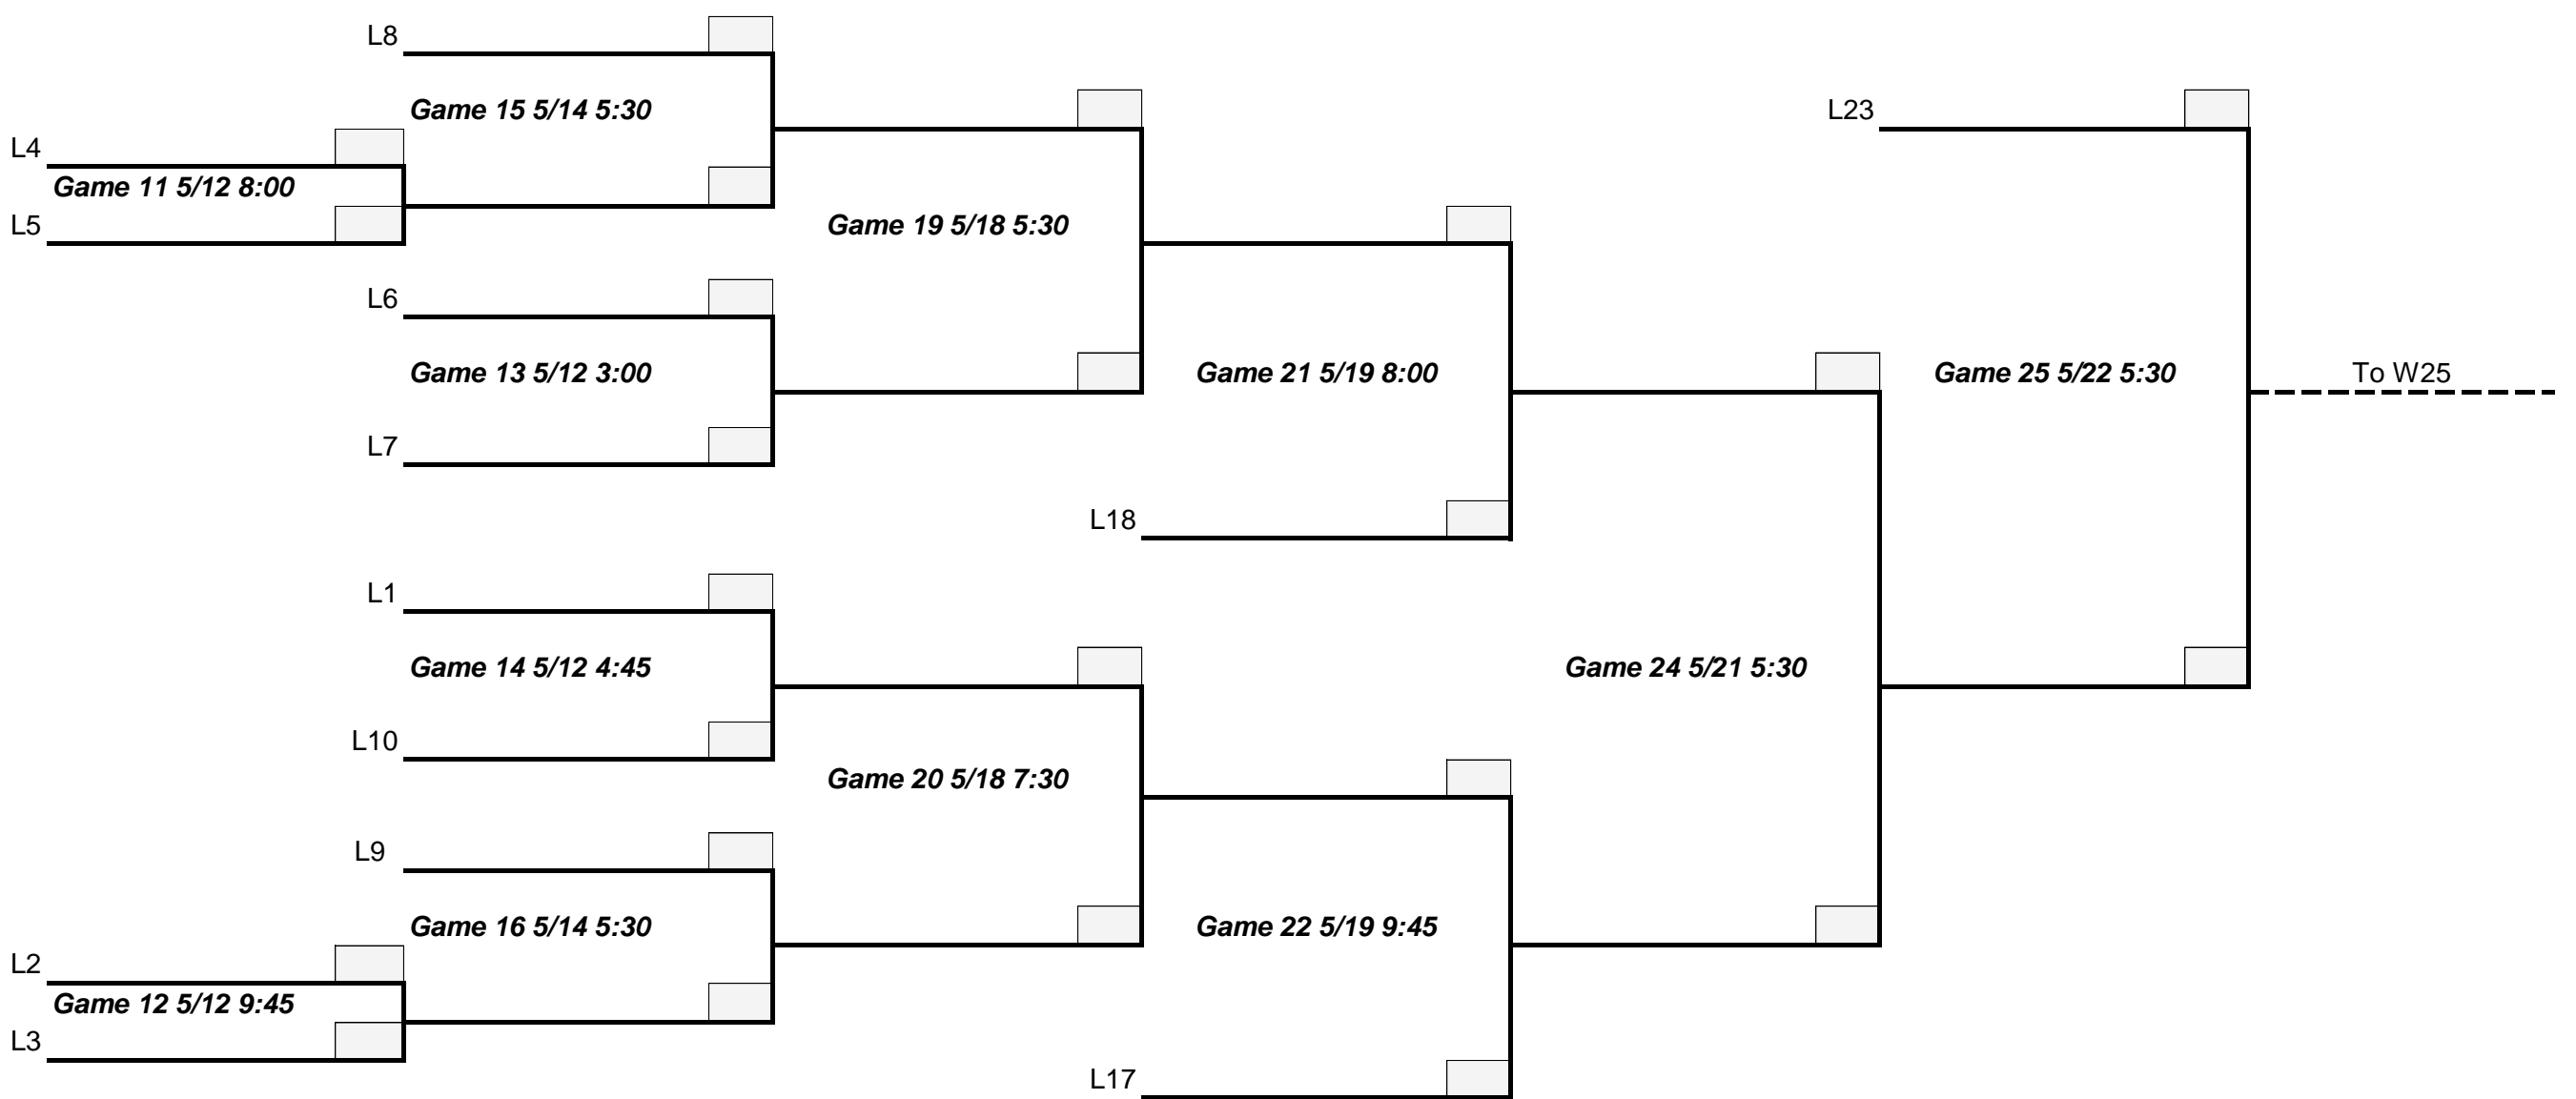 L8
Game 15 5/14 5:30
L23
L4
Game 11 5/12 8:00
L5
Game 19 5/18 5:30
L6
Game 13 5/12 3:00
Game 21 5/19 8:00
Game 25 5/22 5:30
To W25
L7
L18
L1
Game 14 5/12 4:45
Game 24 5/21 5:30
L10
Game 20 5/18 7:30
L9
Game 16 5/14 5:30
Game 22 5/19 9:45
L2
Game 12 5/12 9:45
L3
L17